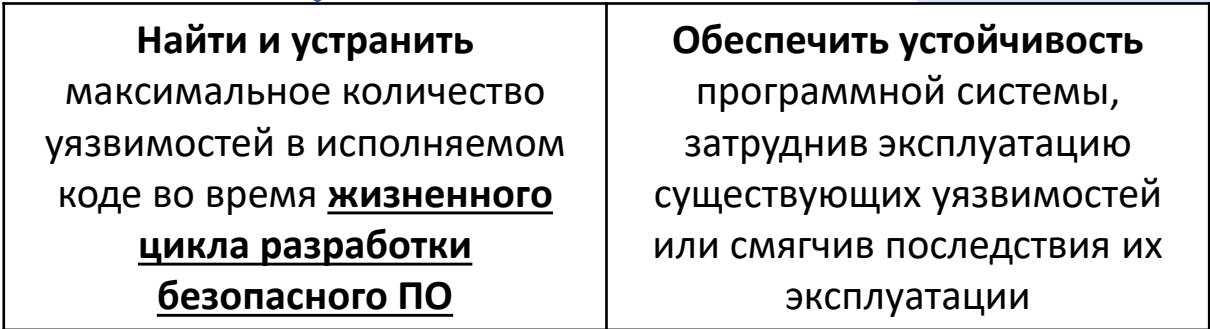 Найти и устранить
максимальное количество
уязвимостей в исполняемом
коде во время жизненного
цикла разработки
безопасного ПО
Обеспечить устойчивость
программной системы,
затруднив эксплуатацию
существующих уязвимостей
или смягчив последствия их
эксплуатации